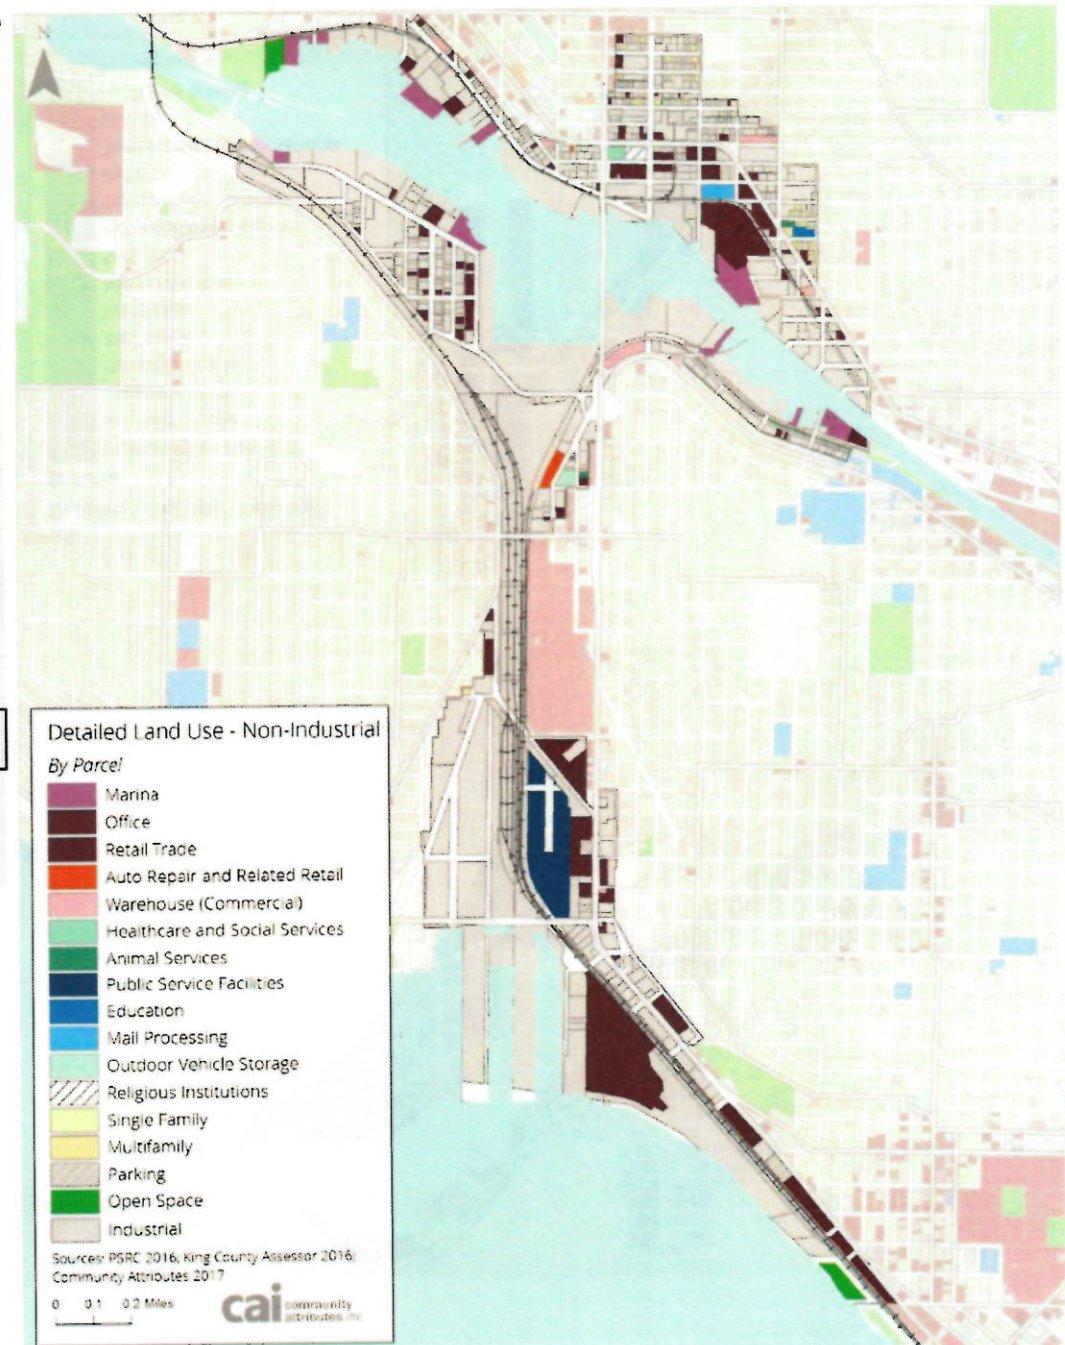 N
Detailed Land Use - Non-Industrial
By Parcel
Marina
Office
Retail Trade
Auto Repair and Related Retail
Warehouse (Commercial)
Healthcare and Social Services
Animal Services
Public Service Facilities
Education
Mail Processing
Outdoor Vehicle Storage
Religious Institutions
Single Family
Multifamily
Parking
Open Space
Industrial
Sources: PSRC 2016; King County Assessor 2016;
Community Attributes 2017
0 0.1 0.2 Miles
cai community
attributes inc